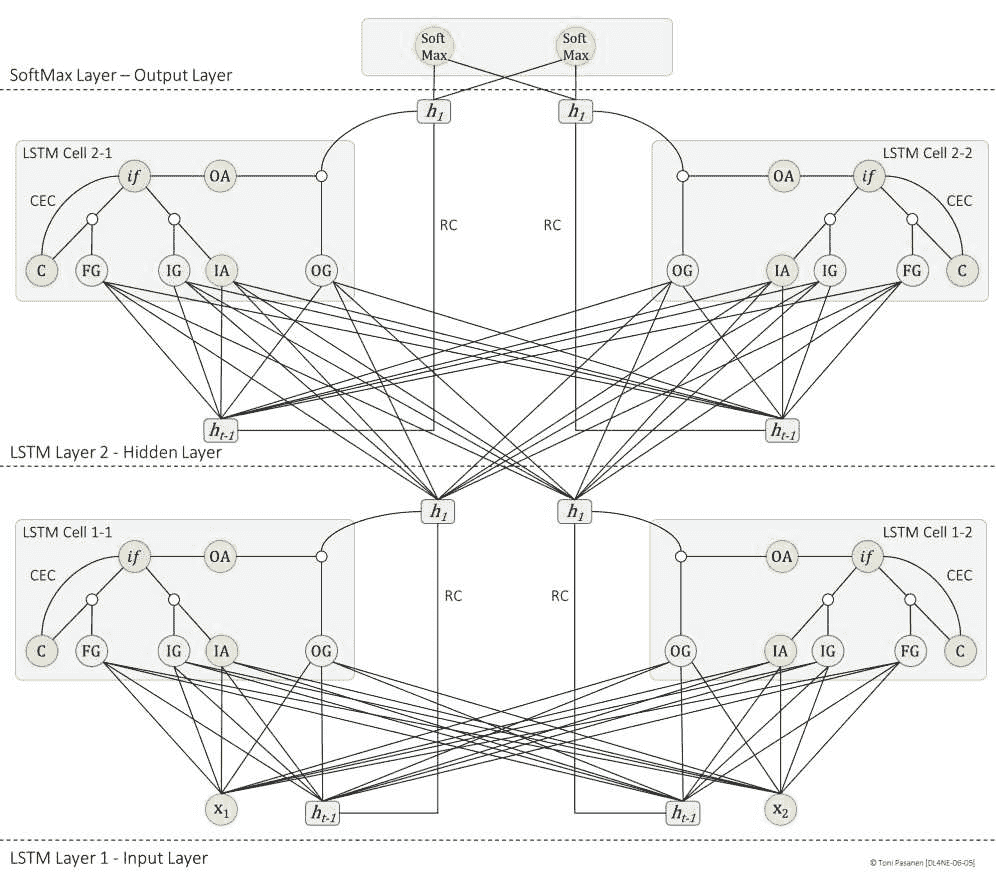 Soft
Max
Soft
Max
SoftMax Layer – Output Layer
h1
h1
LSTM Cell 2-1
LSTM Cell 2-2
if
OA
OA
if
CEC
CEC
RC
RC
C
FG
IG
IA
OG
OG
IA
IG
FG
C
ht-1
ht-1
LSTM Layer 2 - Hidden Layer
h1
h1
LSTM Cell 1-1
LSTM Cell 1-2
if
OA
OA
if
CEC
CEC
RC
RC
C
FG
IG
IA
OG
OG
IA
IG
FG
C
x1
ht-1
ht-1
x2
LSTM Layer 1 - Input Layer
© Toni Pasanen [DL4NE-06-05]